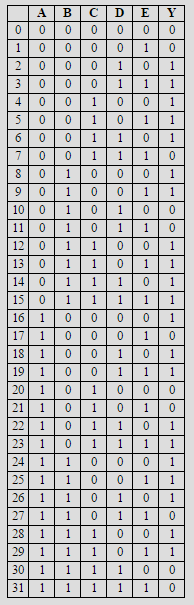 A B C D E Y
0 0 0 0 0 0 0
1 0 0 0 0 1 0
2 0 0 0 1 0 1
3 0 0 0 1 1 1
4 0 0 1 0 0 1
5 0 0 1 0 1 1
6 0 0 1 1 0 1
7 0 0 1 1 1 0
8 0 1 0 0 0 1
9 0 1 0 0 1 1
10 0 1 0 1 0 0
11 0 1 0 1 1 0
12 0 1 1 0 0 1
13 0 1 1 0 1 1
14 0 1 1 1 0 1
15 0 1 1 1 1 1
16 1 0 0 0 0 1
17 1 0 0 0 1 0
18 1 0 0 1 0 1
19 1 0 0 1 1 1
20 1 0 1 0 0 0
21 1 0 1 0 1 0
22 1 0 1 1 0 1
23 1 0 1 1 1 1
24 1 1 0 0 0 1
25 1 1 0 0 1 1
26 1 1 0 1 0 1
27 1 1 0 1 1 0
28 1 1 1 0 0 1
29 1 1 1 0 1 1
30 1 1 1 1 0 0
31 1 1 1 1 1 0